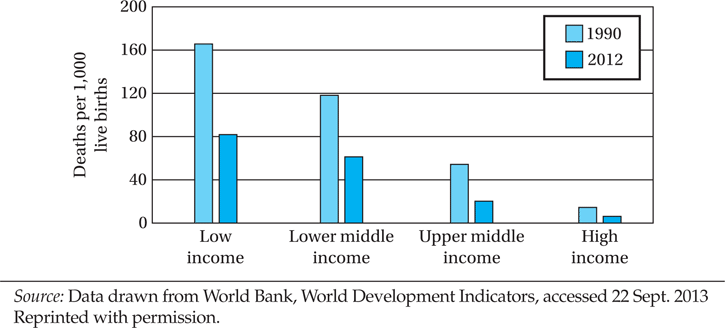 Deaths per 1,000
live births
160
120
200
80
40
0
1990
2012
Low
income
Lower middle
income
Upper middle
income
High
income
Source: Data drawn from World Bank, World Development Indicators, accessed 22 Sept. 2013
Reprinted with permission.